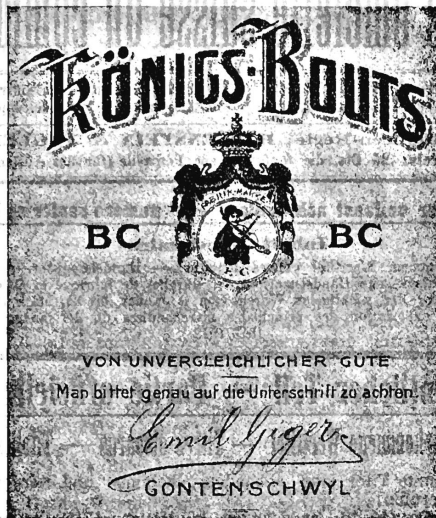 KÖNIGS-BOUTS
FABRIK-MARKE
BC BC
E.G.
VON UNVERGLEICHLICHER GÜTE
Man bittet genau auf die Unterschrift zu achten.
Emil Giger
GONTENSCHWYL